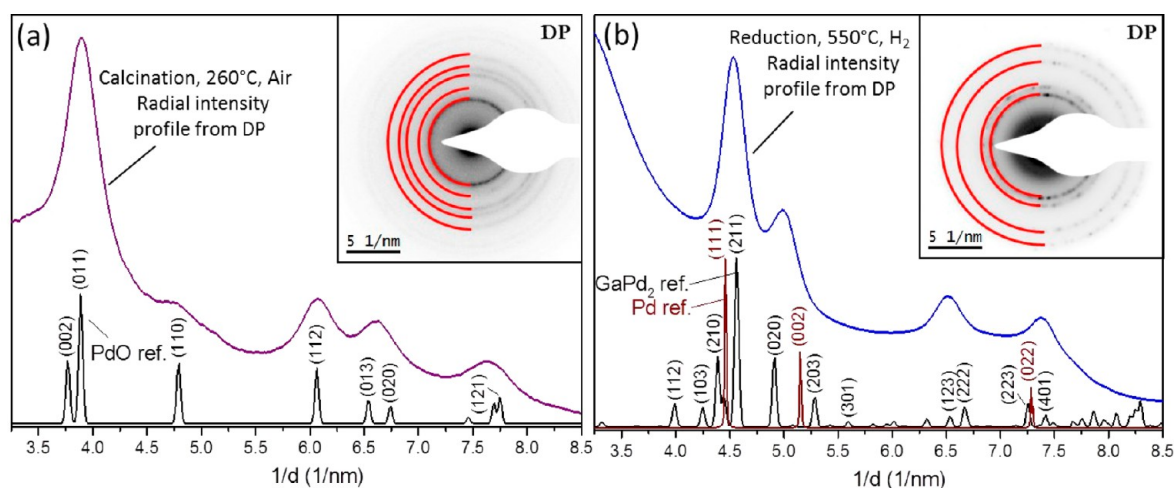 (a)
DP
Calcination, 260°C, Air
Radial intensity
profile from DP
5 1/nm
(002)
(011)
PdO ref.
(110)
(112)
(013)
(020)
(121)
3.5 4.0 4.5 5.0 5.5 6.0 6.5 7.0 7.5 8.0 8.5
1/d (1/nm)
(b)
DP
Reduction, 550°C, H₂
Radial intensity
profile from DP
5 1/nm
(111)
(211)
GaPd₂ ref.
Pd ref.
(112)
(103)
(210)
(020)
(002)
(203)
(301)
(123)
(222)
(223)
(022)
(401)
3.5 4.0 4.5 5.0 5.5 6.0 6.5 7.0 7.5 8.0 8.5
1/d (1/nm)